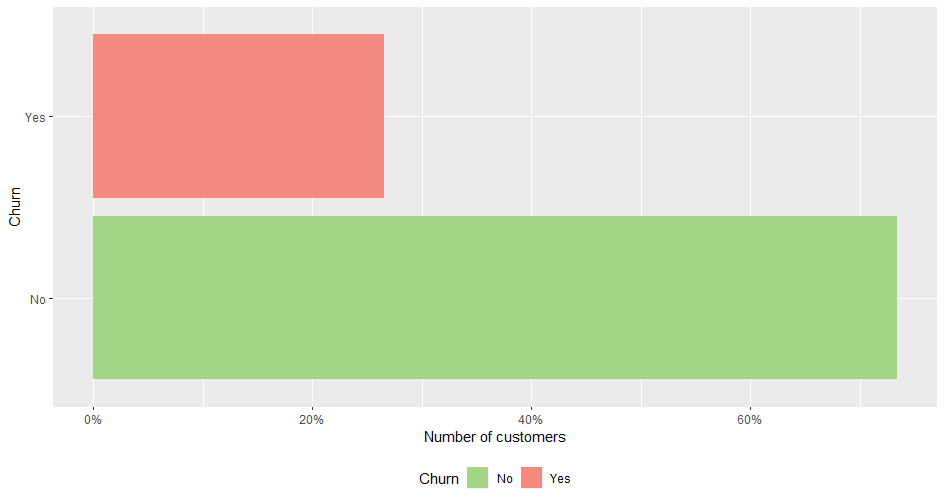 Yes
Churn
No
0% 20% 40% 60%
Number of customers
Churn No Yes